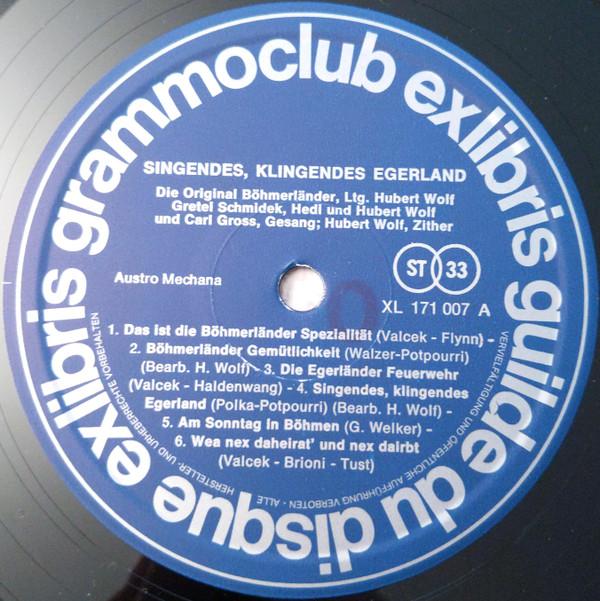 exlibris grammoclub exlibris guilde du disque
SINGENDES, KLINGENDES EGERLAND
Die Original Böhmerländer, Ltg. Hubert Wolf
Gretel Schmidek, Hedl und Hubert Wolf
und Carl Gross, Gesang; Hubert Wolf, Zither
Austro Mechana
ST 33
XL 171 007 A
1. Das ist die Böhmerländer Spezialität (Valcek - Flynn) -
2. Böhmerländer Gemütlichkeit (Walzer-Potpourri)
(Bearb. H. Wolf) - 3. Die Egerländer Feuerwehr
(Valcek - Haldenwang) - 4. Singendes, klingendes
Egerland (Polka-Potpourri) (Bearb. H. Wolf) -
5. Am Sonntag in Böhmen (G. Welker) -
6. Wea nex daheirat' und nex dairbt
(Valcek - Brioni - Tust)
VERVIELFÄLTIGUNG UND ÖFFENTLICHE AUFFÜHRUNG VERBOTEN - ALLE HERSTELLER- UND URHEBERRECHTE VORBEHALTEN